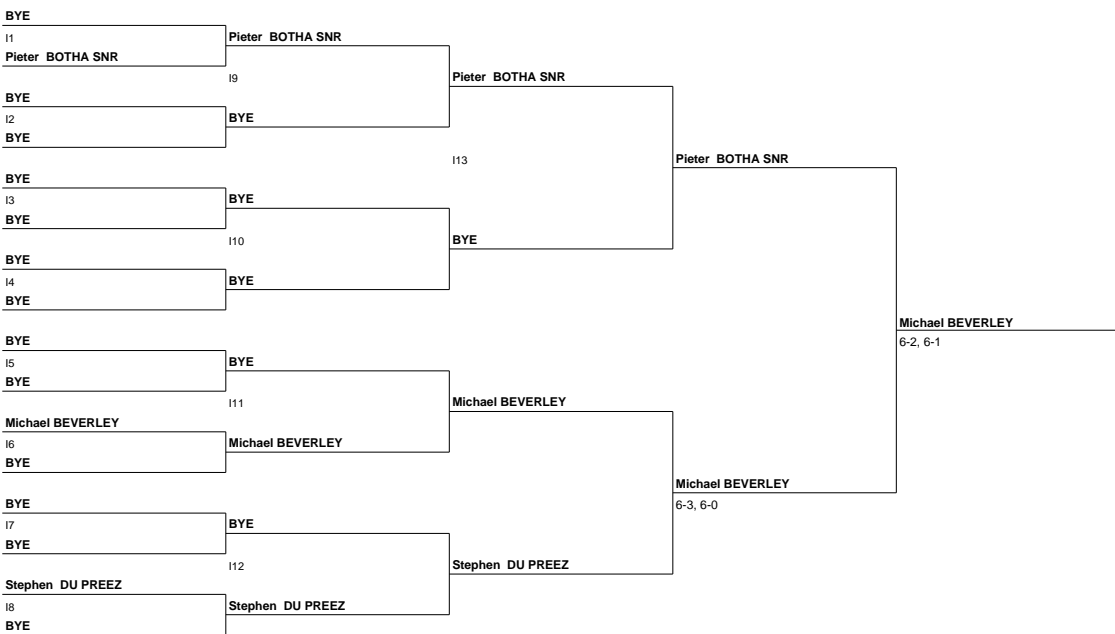 BYE
I1
Pieter BOTHA SNR
Pieter BOTHA SNR
I9
Pieter BOTHA SNR
BYE
I2
BYE
BYE
I13
Pieter BOTHA SNR
BYE
I3
BYE
BYE
I10
BYE
BYE
I4
BYE
BYE
Michael BEVERLEY
6-2, 6-1
BYE
I5
BYE
BYE
I11
Michael BEVERLEY
Michael BEVERLEY
I6
BYE
Michael BEVERLEY
Michael BEVERLEY
6-3, 6-0
BYE
I7
BYE
BYE
I12
Stephen DU PREEZ
Stephen DU PREEZ
I8
BYE
Stephen DU PREEZ